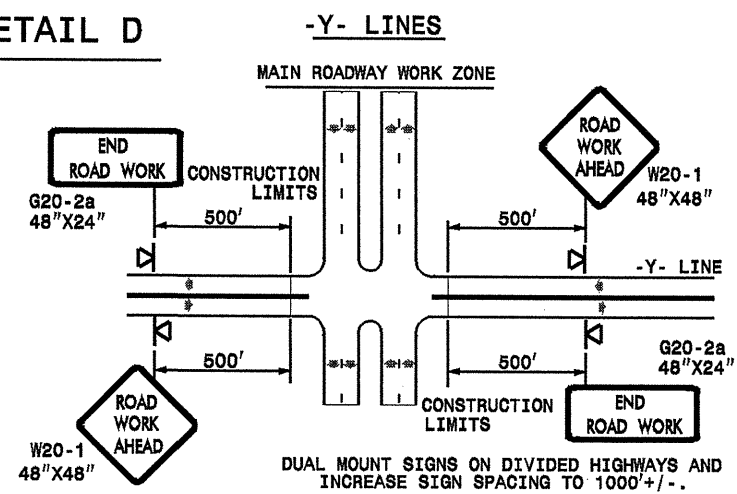 ETAIL D
-Y- LINES
MAIN ROADWAY WORK ZONE
END
ROAD WORK
G20-2a
48"X24"
CONSTRUCTION
LIMITS
500'
ROAD
WORK
AHEAD
W20-1
48"X48"
500'
-Y- LINE
500'
ROAD
WORK
AHEAD
W20-1
48"X48"
500'
CONSTRUCTION
LIMITS
G20-2a
48"X24"
END
ROAD WORK
DUAL MOUNT SIGNS ON DIVIDED HIGHWAYS AND
INCREASE SIGN SPACING TO 1000'+/-.